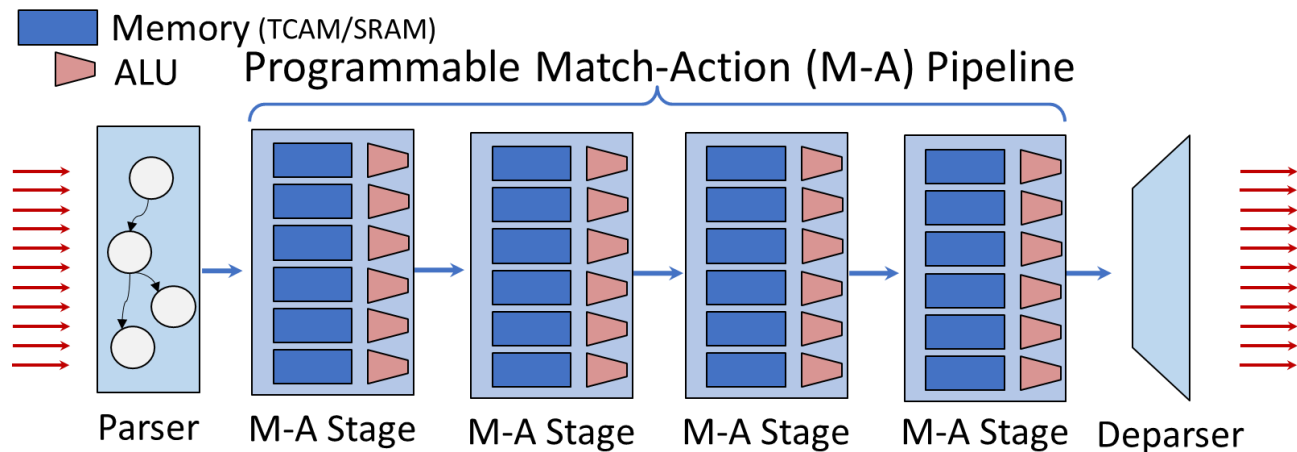 Memory (TCAM/SRAM)
ALU
Programmable Match-Action (M-A) Pipeline
Parser
M-A Stage
M-A Stage
M-A Stage
M-A Stage
Deparser